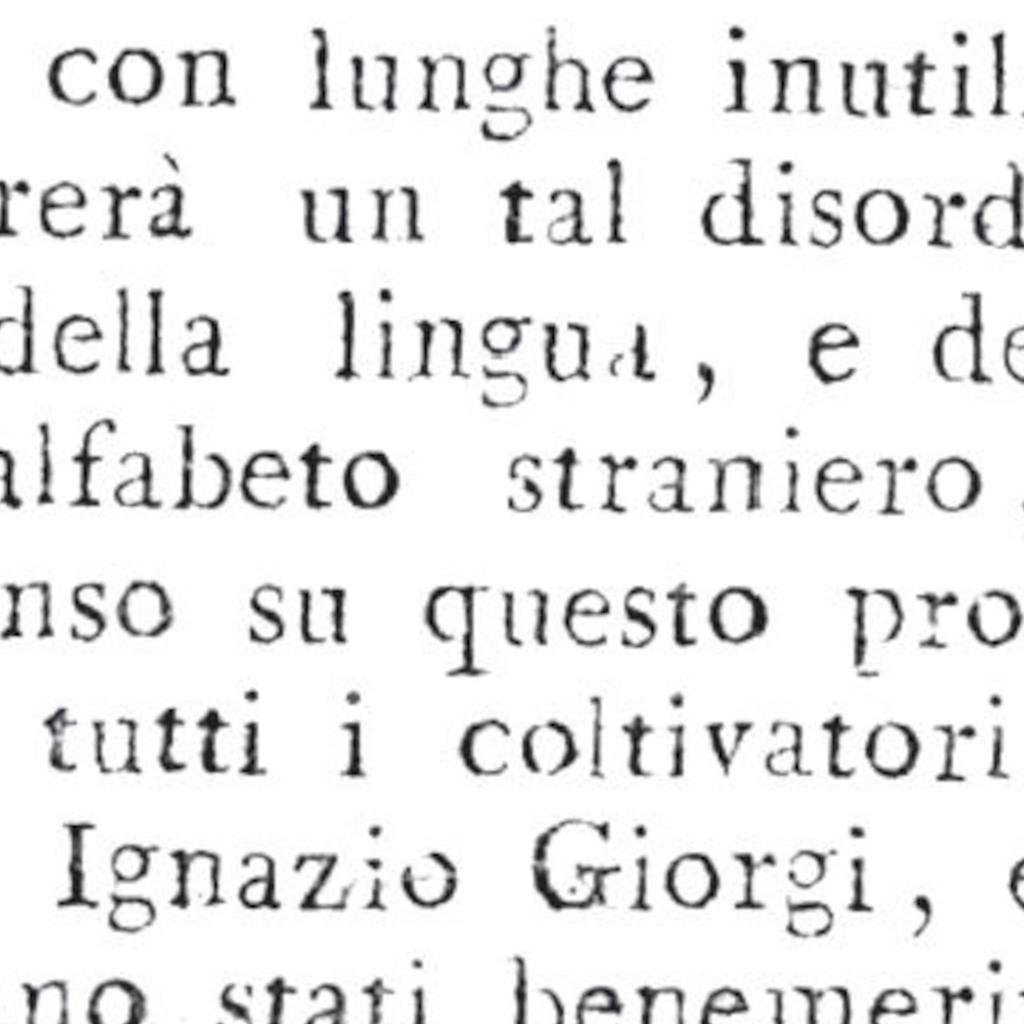 con lunghe inutil
rerà un tal disord
della lingua, e de
alfabeto straniero,
nso su questo pro
tutti i coltivatori
Ignazio Giorgi, e
no stati benemeri